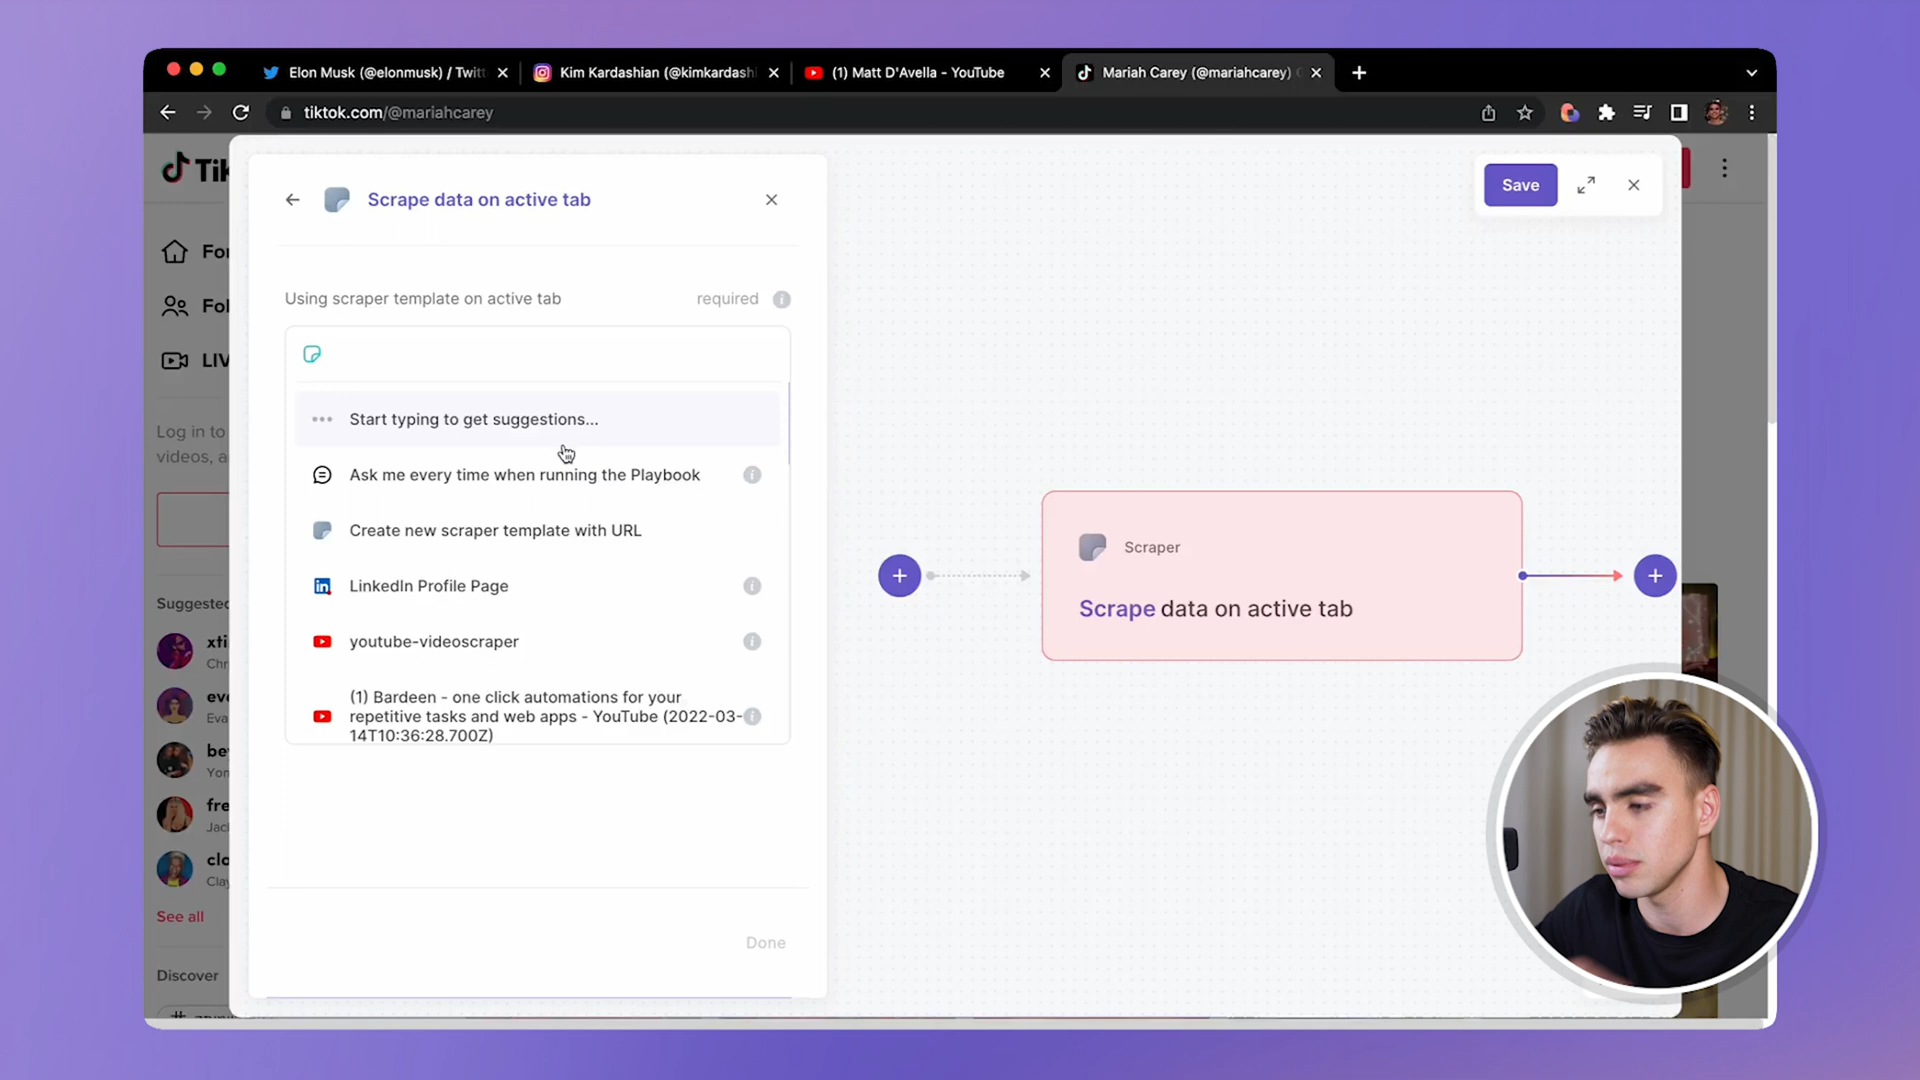 Elon Musk (@elonmusk) / Twitt
Kim Kardashian (@kimkardashi
(1) Matt D'Avella - YouTube
Mariah Carey (@mariahcarey)
tiktok.com/@mariahcarey
Save
Scrape data on active tab
Using scraper template on active tab
required
Start typing to get suggestions...
Ask me every time when running the Playbook
Create new scraper template with URL
LinkedIn Profile Page
youtube-videoscraper
(1) Bardeen - one click automations for your
repetitive tasks and web apps - YouTube (2022-03-
14T10:36:28.700Z)
Done
Scraper
Scrape data on active tab
Log in to
videos, a
Suggested
See all
Discover